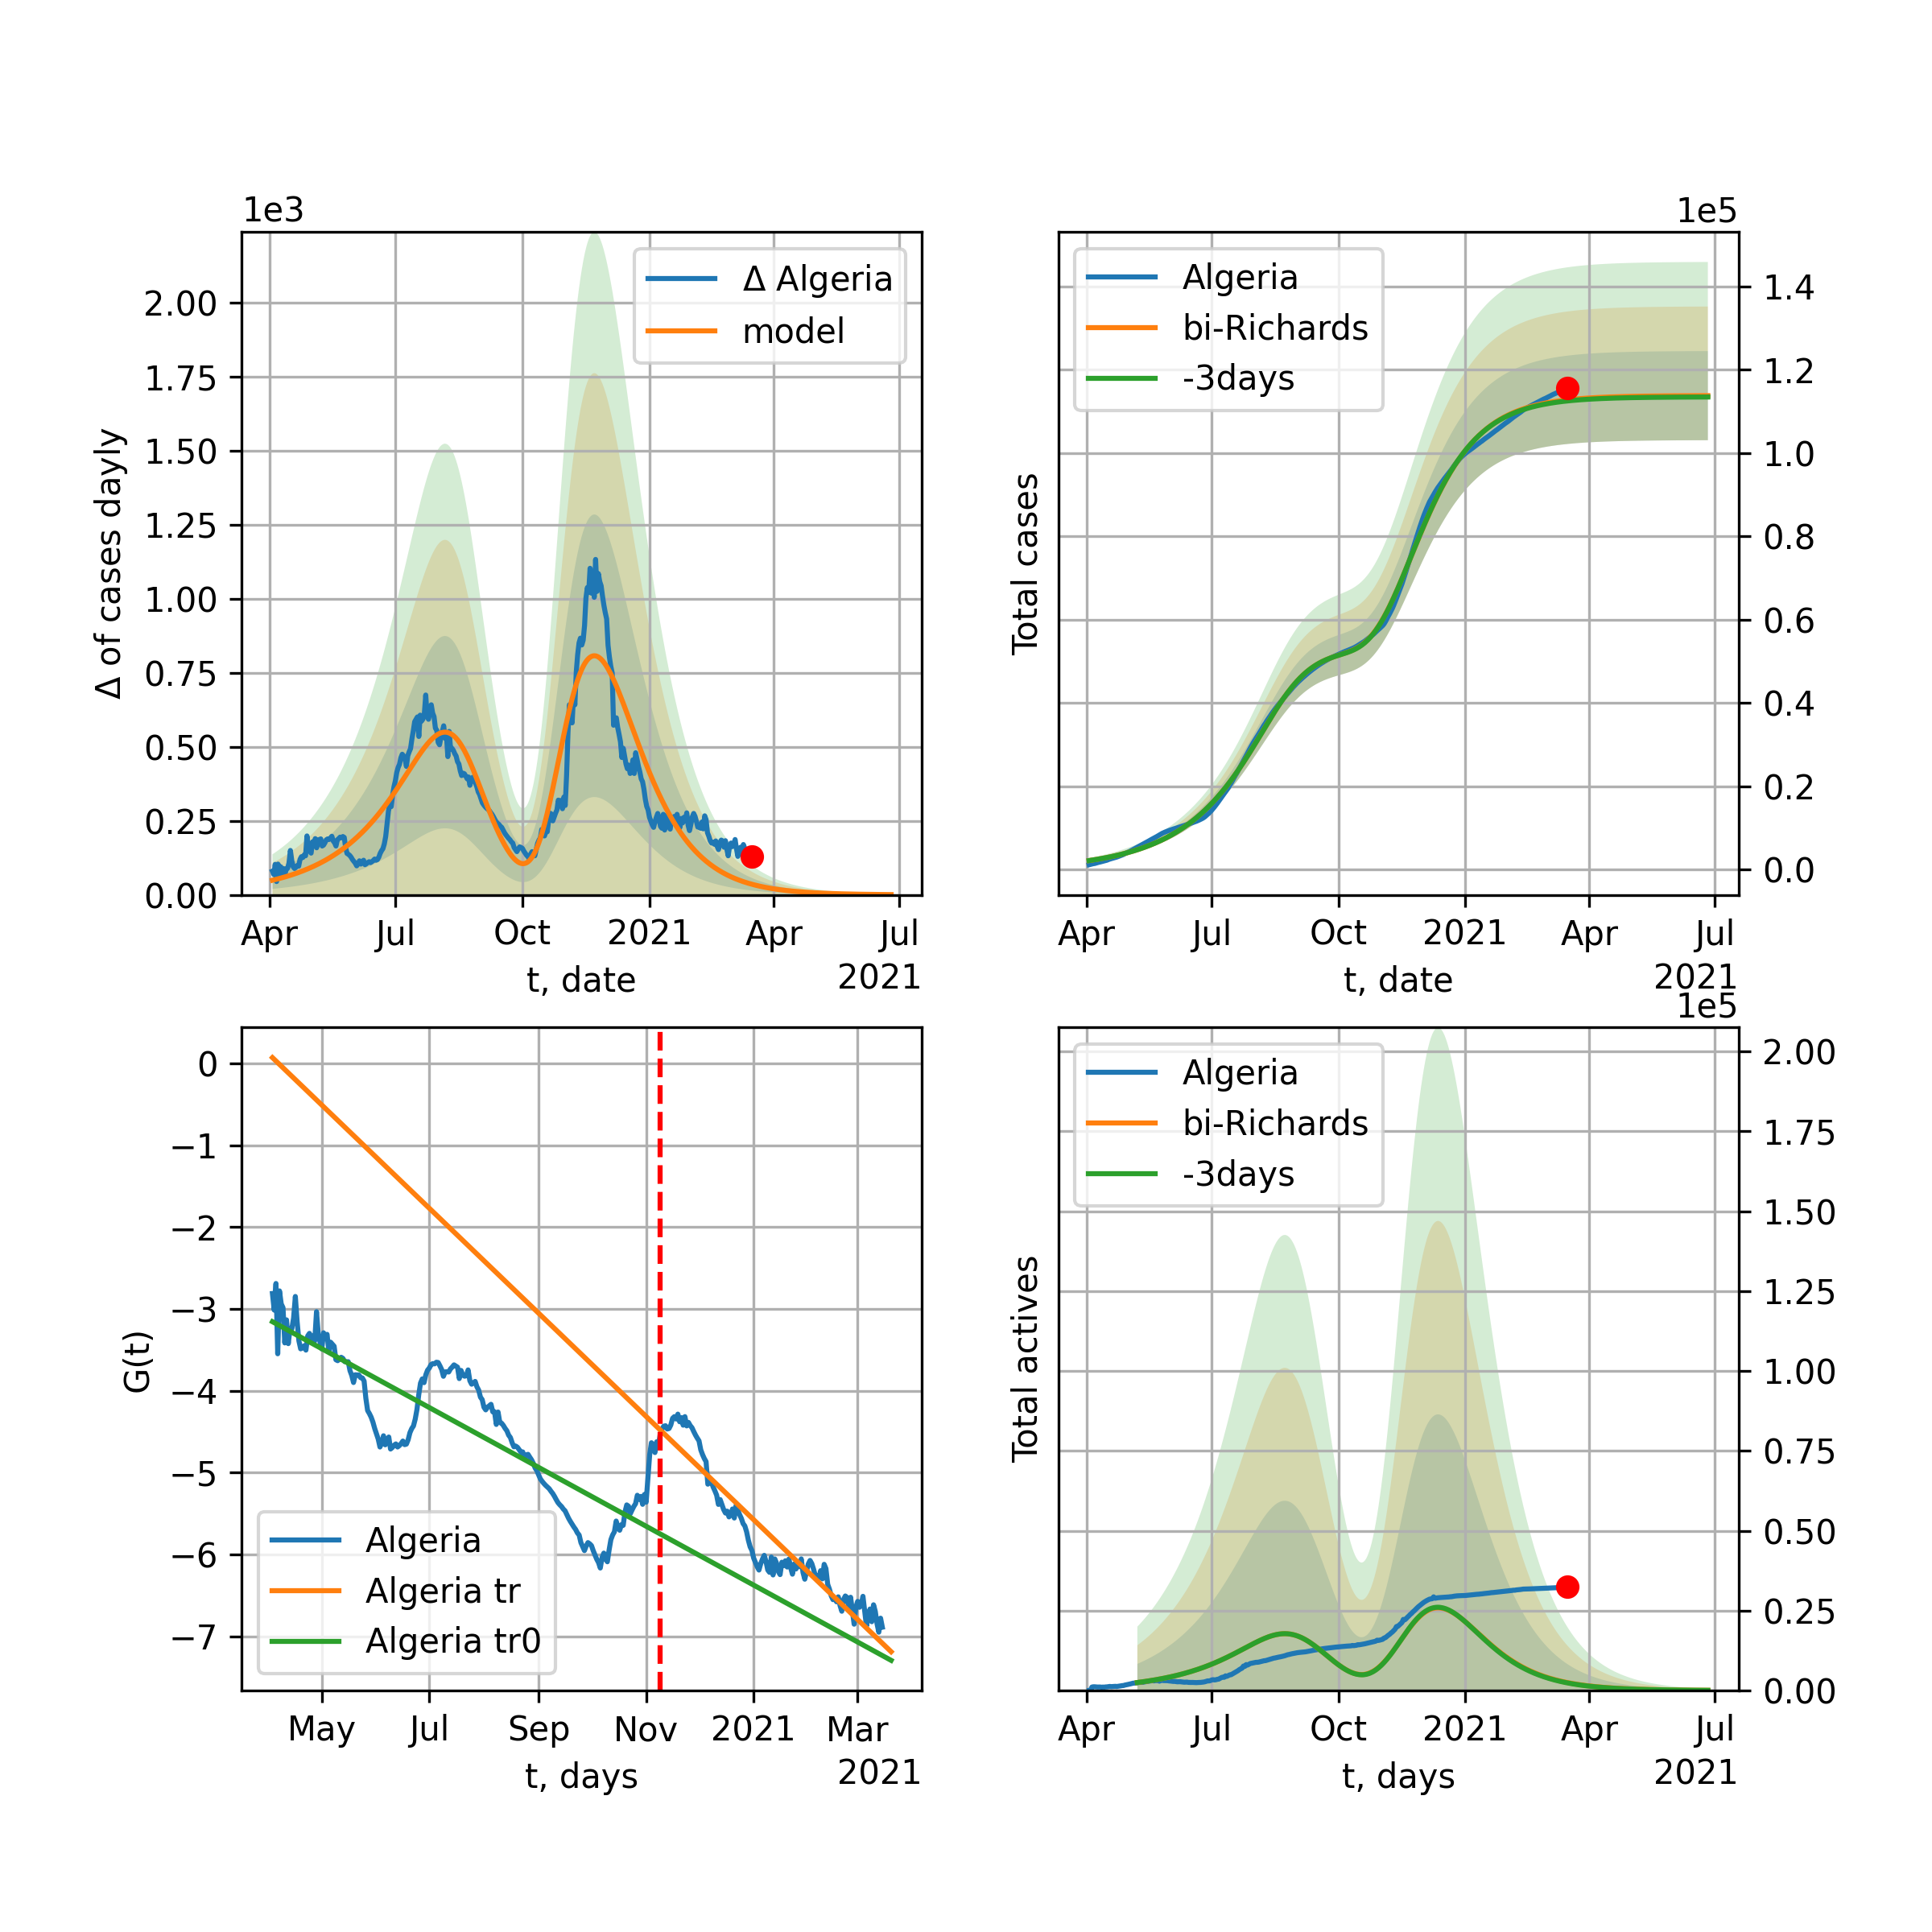 1e3
Δ of cases dayly
2.00
1.75
1.50
1.25
1.00
0.75
0.50
0.25
0.00
Δ Algeria
model
Apr Jul Oct 2021 Apr Jul
t, date
2021
1e5
Total cases
Algeria
bi-Richards
-3days
1.4
1.2
1.0
0.8
0.6
0.4
0.2
0.0
Apr Jul Oct 2021 Apr Jul
t, date
2021
G(t)
0
−1
−2
−3
−4
−5
−6
−7
Algeria
Algeria tr
Algeria tr0
May Jul Sep Nov 2021 Mar
t, days
2021
1e5
Total actives
Algeria
bi-Richards
-3days
2.00
1.75
1.50
1.25
1.00
0.75
0.50
0.25
0.00
Apr Jul Oct 2021 Apr Jul
t, days
2021